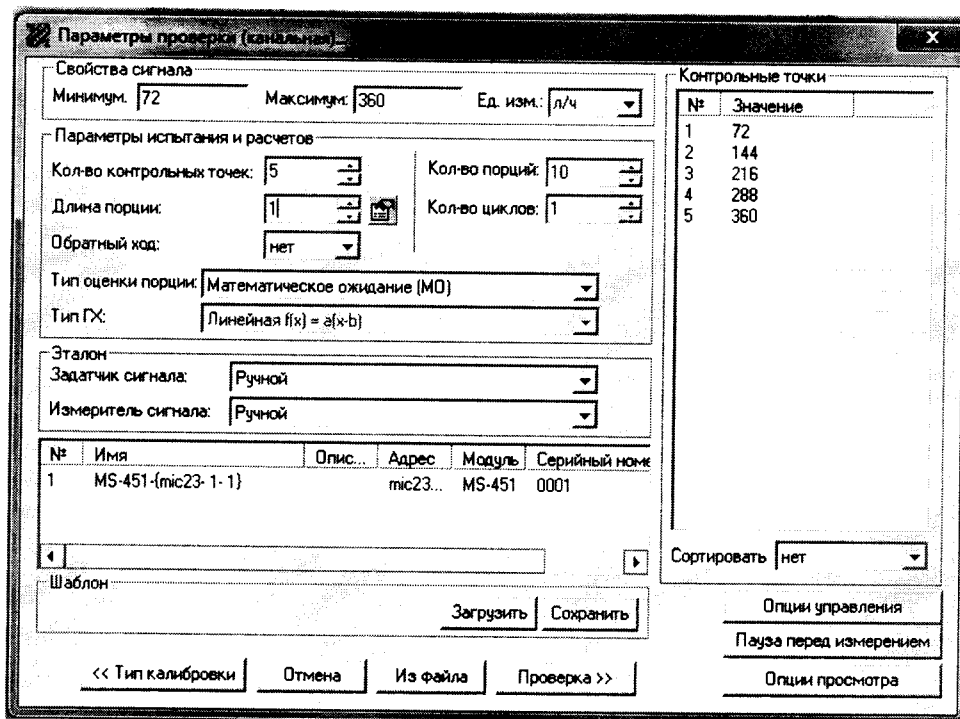 Параметры проверки (канальная)
Свойства сигнала
Минимум. 72 Максимум: 360 Ед. изм.: л/ч
Параметры испытания и расчетов
Кол-во контрольных точек: 5 Кол-во порций: 10
Длина порции: 1 Кол-во циклов: 1
Обратный ход: нет
Тип оценки порции: Математическое ожидание (МО)
Тип ГХ: Линейная f(x) = a(x-b)
Эталон
Задатчик сигнала: Ручной
Измеритель сигнала: Ручной
№ Имя Опис... Адрес Модуль Серийный номе
1 MS-451-{mic23- 1- 1} mic23... MS-451 0001
Шаблон
Загрузить Сохранить
<< Тип калибровки Отмена Из файла Проверка >>
Контрольные точки
№ Значение
1 72
2 144
3 216
4 288
5 360
Сортировать нет
Опции управления
Пауза перед измерением
Опции просмотра